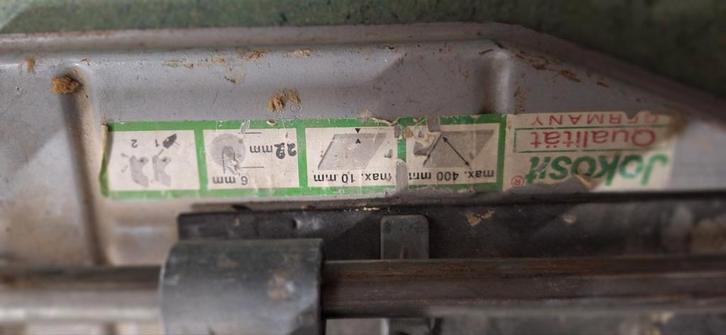 Jokosit®
Qualität
GERMANY
max. 400 mm
max. 10 mm
6 mm
22 mm
1
2